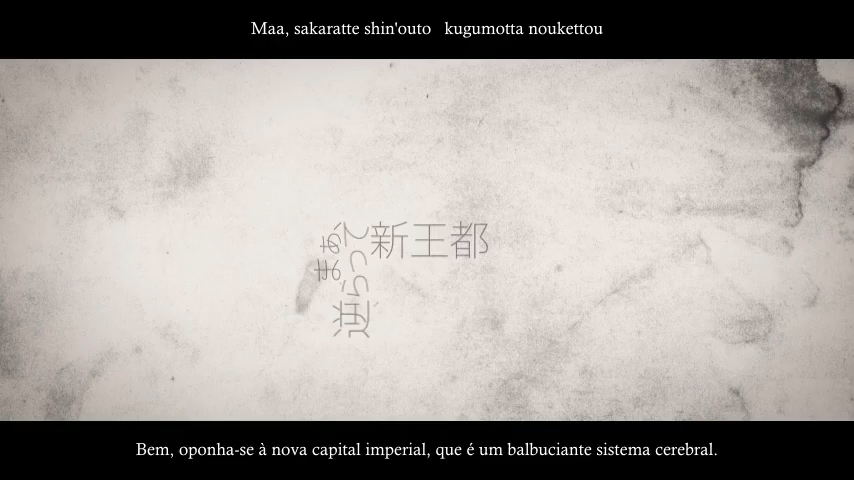 Maa, sakaratte shin'outo kugumotta noukettou
まあ、
逆らって
新王都
Bem, oponha-se à nova capital imperial, que é um balbuciante sistema cerebral.